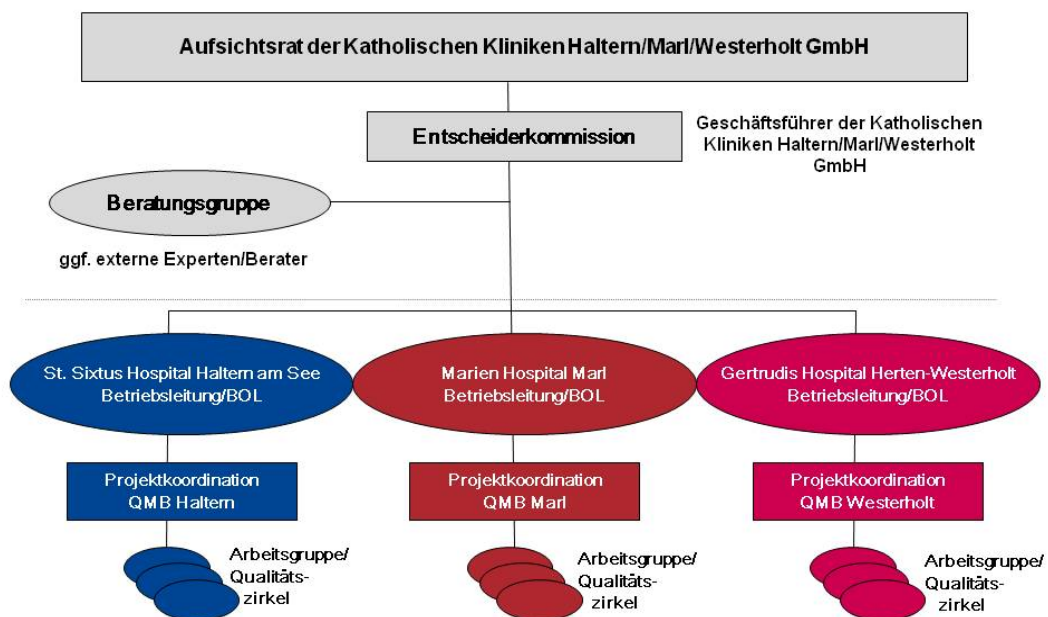 Aufsichtsrat der Katholischen Kliniken Haltern/Marl/Westerholt GmbH
Entscheiderkommission
Geschäftsführer der Katholischen
Kliniken Haltern/Marl/Westerholt
GmbH
Beratungsgruppe
ggf. externe Experten/Berater
St. Sixtus Hospital Haltern am See
Betriebsleitung/BOL
Marien Hospital Marl
Betriebsleitung/BOL
Gertrudis Hospital Herten-Westerholt
Betriebsleitung/BOL
Projektkoordination
QMB Haltern
Projektkoordination
QMB Marl
Projektkoordination
QMB Westerholt
Arbeitsgruppe/
Qualitäts-
zirkel
Arbeitsgruppe/
Qualitäts-
zirkel
Arbeitsgruppe/
Qualitäts-
zirkel